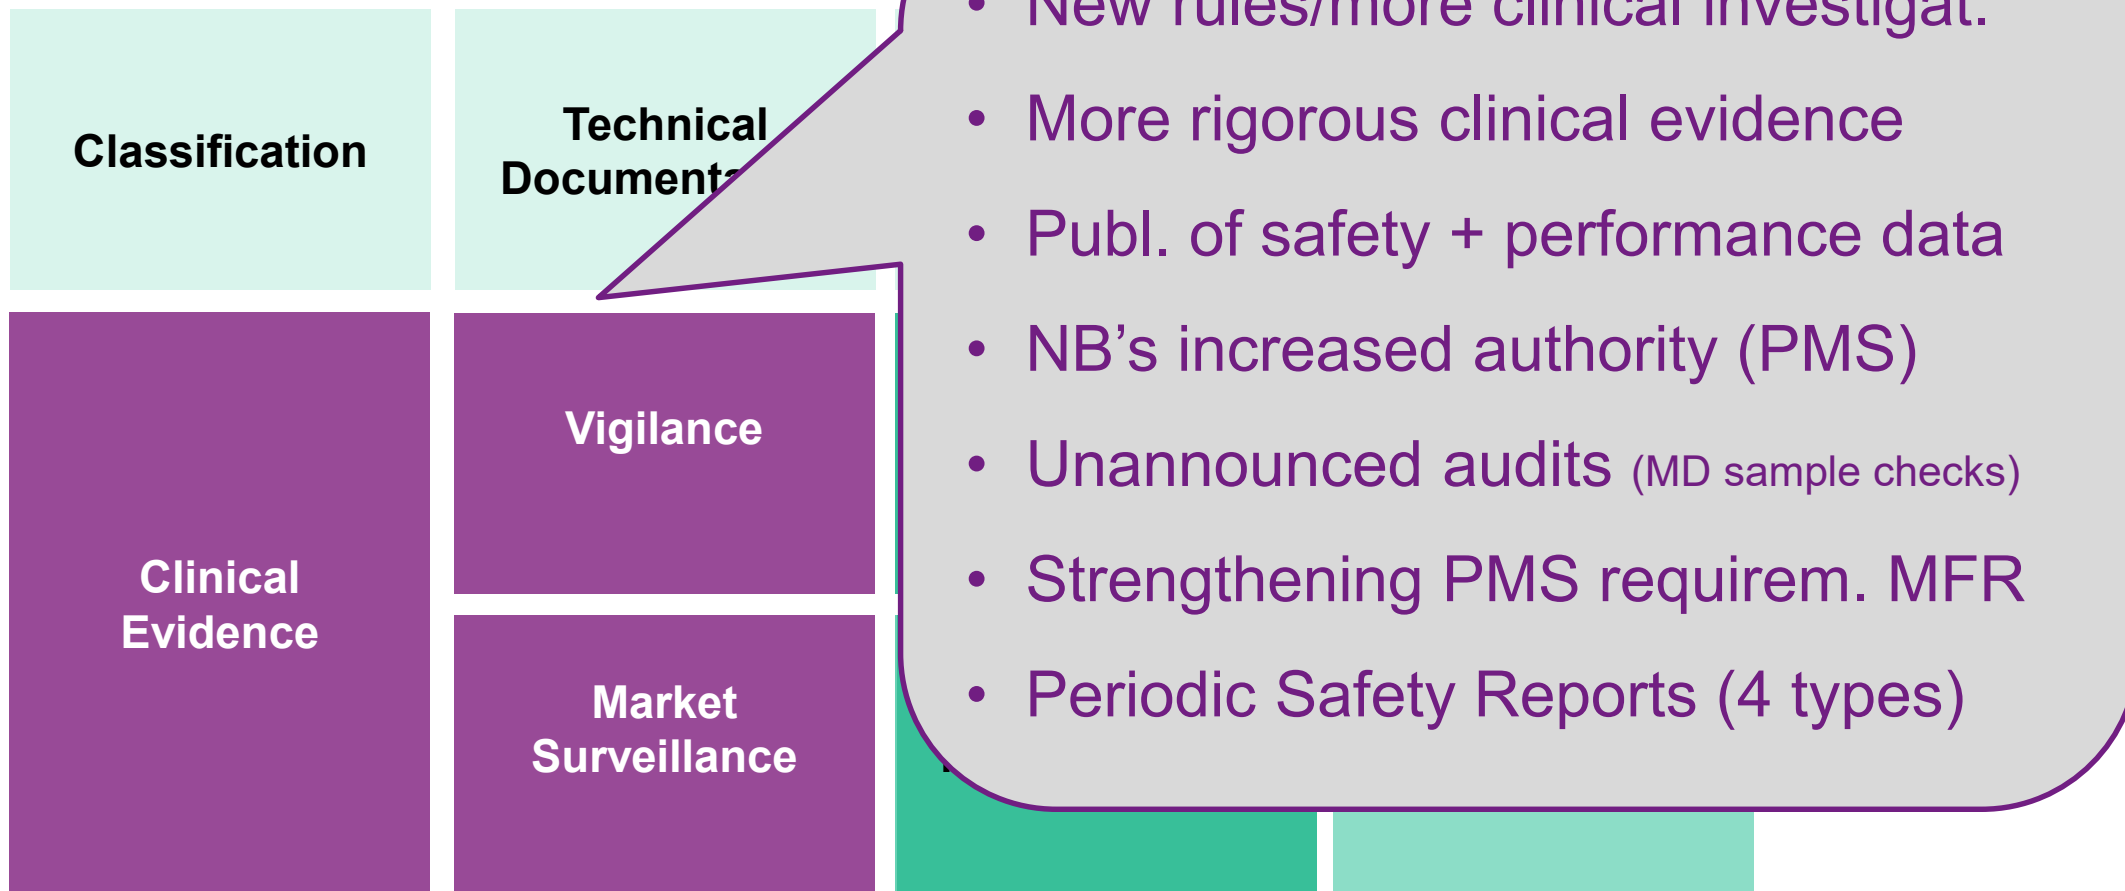 Classification
Technical
Clinical
Evidence
Vigilance
Market
Surveillance
• New rules/more clinical investigat.
• More rigorous clinical evidence
• Publ. of safety + performance data
• NB’s increased authority (PMS)
• Unannounced audits (MD sample checks)
• Strengthening PMS requirem. MFR
• Periodic Safety Reports (4 types)